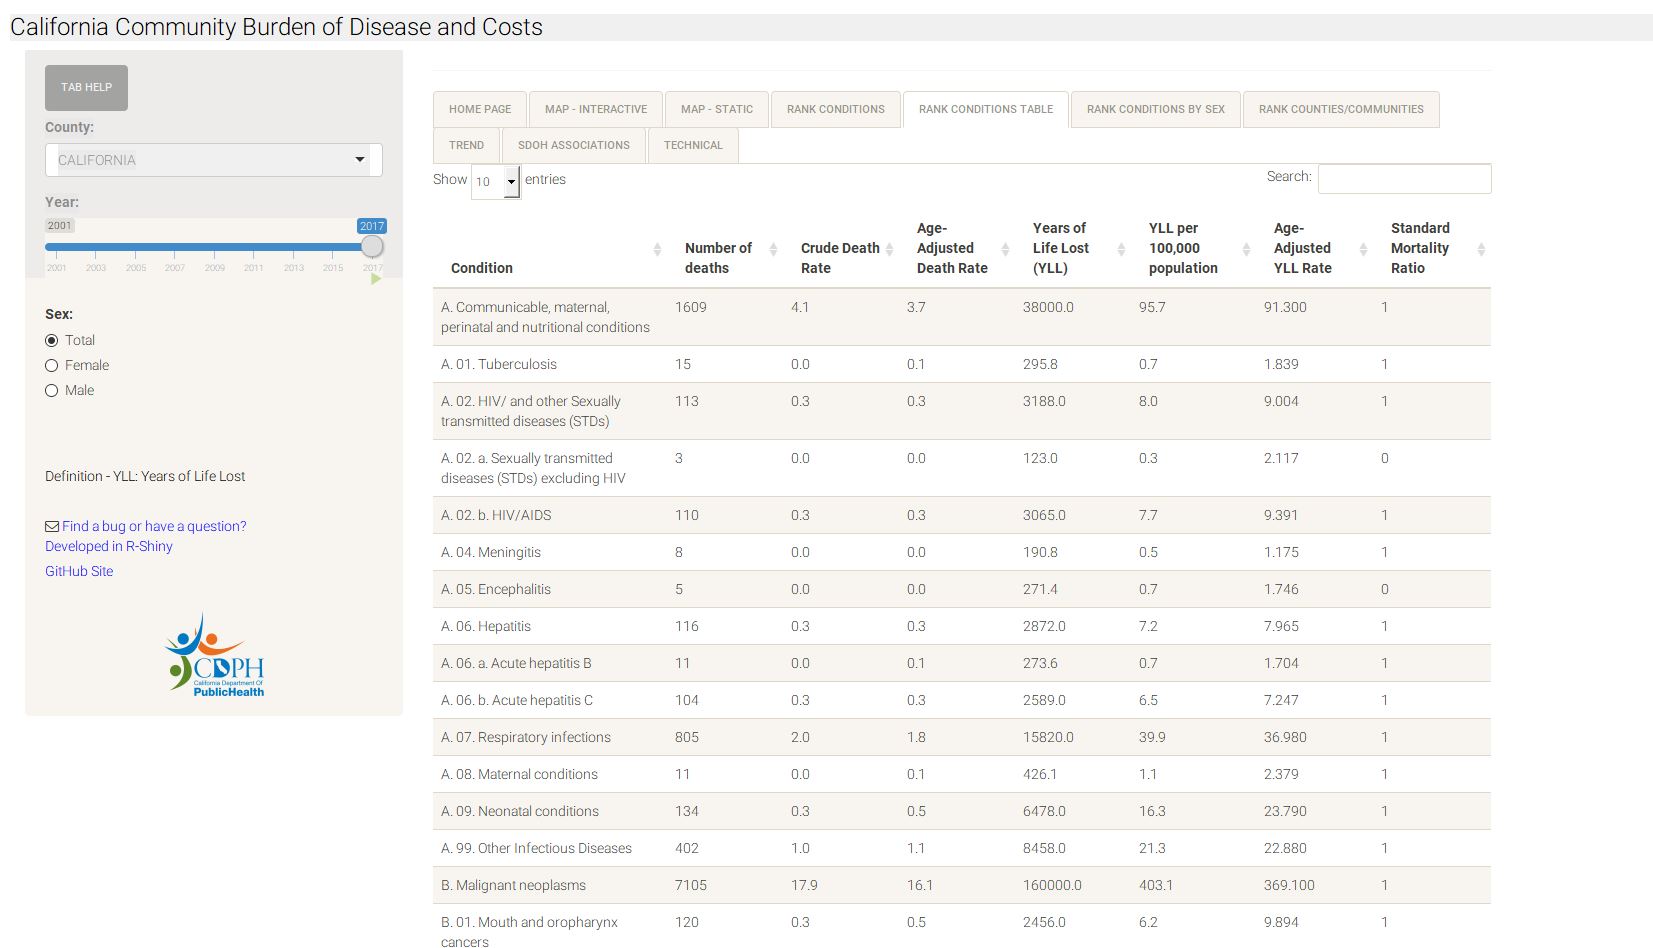 California Community Burden of Disease and Costs
TAB HELP
County:
CALIFORNIA
Year:
2001 2017
2001 2003 2005 2007 2009 2011 2013 2015 2017
Sex:
Total
Female
Male
Definition - YLL: Years of Life Lost
Find a bug or have a question?
Developed in R-Shiny
GitHub Site
CDPH
California Department Of
PublicHealth
HOME PAGE MAP - INTERACTIVE MAP - STATIC RANK CONDITIONS RANK CONDITIONS TABLE RANK CONDITIONS BY SEX RANK COUNTIES/COMMUNITIES
TREND SDOH ASSOCIATIONS TECHNICAL
Show 10 entries Search:
Age- Years of YLL per Age- Standard
Number of Crude Death Adjusted Life Lost 100,000 Adjusted Mortality
Condition deaths Rate Death Rate (YLL) population YLL Rate Ratio
A. Communicable, maternal, 1609 4.1 3.7 38000.0 95.7 91.300 1
perinatal and nutritional conditions
A. 01. Tuberculosis 15 0.0 0.1 295.8 0.7 1.839 1
A. 02. HIV/ and other Sexually 113 0.3 0.3 3188.0 8.0 9.004 1
transmitted diseases (STDs)
A. 02. a. Sexually transmitted 3 0.0 0.0 123.0 0.3 2.117 0
diseases (STDs) excluding HIV
A. 02. b. HIV/AIDS 110 0.3 0.3 3065.0 7.7 9.391 1
A. 04. Meningitis 8 0.0 0.0 190.8 0.5 1.175 1
A. 05. Encephalitis 5 0.0 0.0 271.4 0.7 1.746 0
A. 06. Hepatitis 116 0.3 0.3 2872.0 7.2 7.965 1
A. 06. a. Acute hepatitis B 11 0.0 0.1 273.6 0.7 1.704 1
A. 06. b. Acute hepatitis C 104 0.3 0.3 2589.0 6.5 7.247 1
A. 07. Respiratory infections 805 2.0 1.8 15820.0 39.9 36.980 1
A. 08. Maternal conditions 11 0.0 0.1 426.1 1.1 2.379 1
A. 09. Neonatal conditions 134 0.3 0.5 6478.0 16.3 23.790 1
A. 99. Other Infectious Diseases 402 1.0 1.1 8458.0 21.3 22.880 1
B. Malignant neoplasms 7105 17.9 16.1 160000.0 403.1 369.100 1
B. 01. Mouth and oropharynx 120 0.3 0.5 2456.0 6.2 9.894 1
cancers